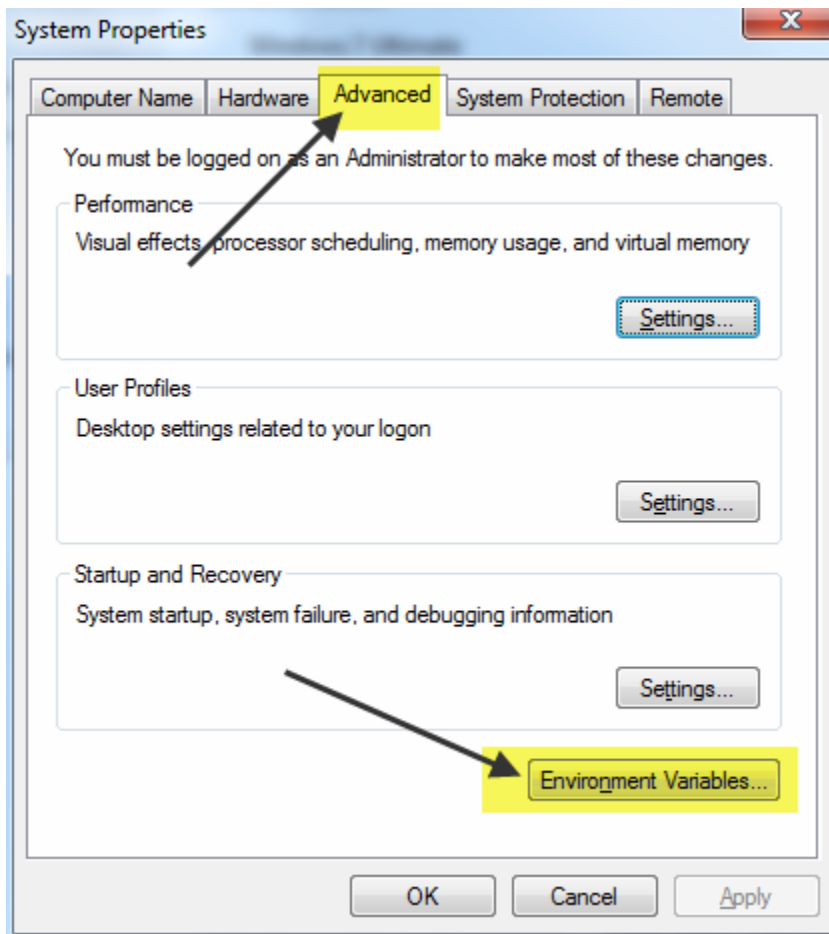 System Properties
Windows 7 Ultimate
Computer Name Hardware Advanced System Protection Remote
You must be logged on as an Administrator to make most of these changes.
Performance
Visual effects, processor scheduling, memory usage, and virtual memory
Settings...
User Profiles
Desktop settings related to your logon
Settings...
Startup and Recovery
System startup, system failure, and debugging information
Settings...
Environment Variables...
OK Cancel Apply